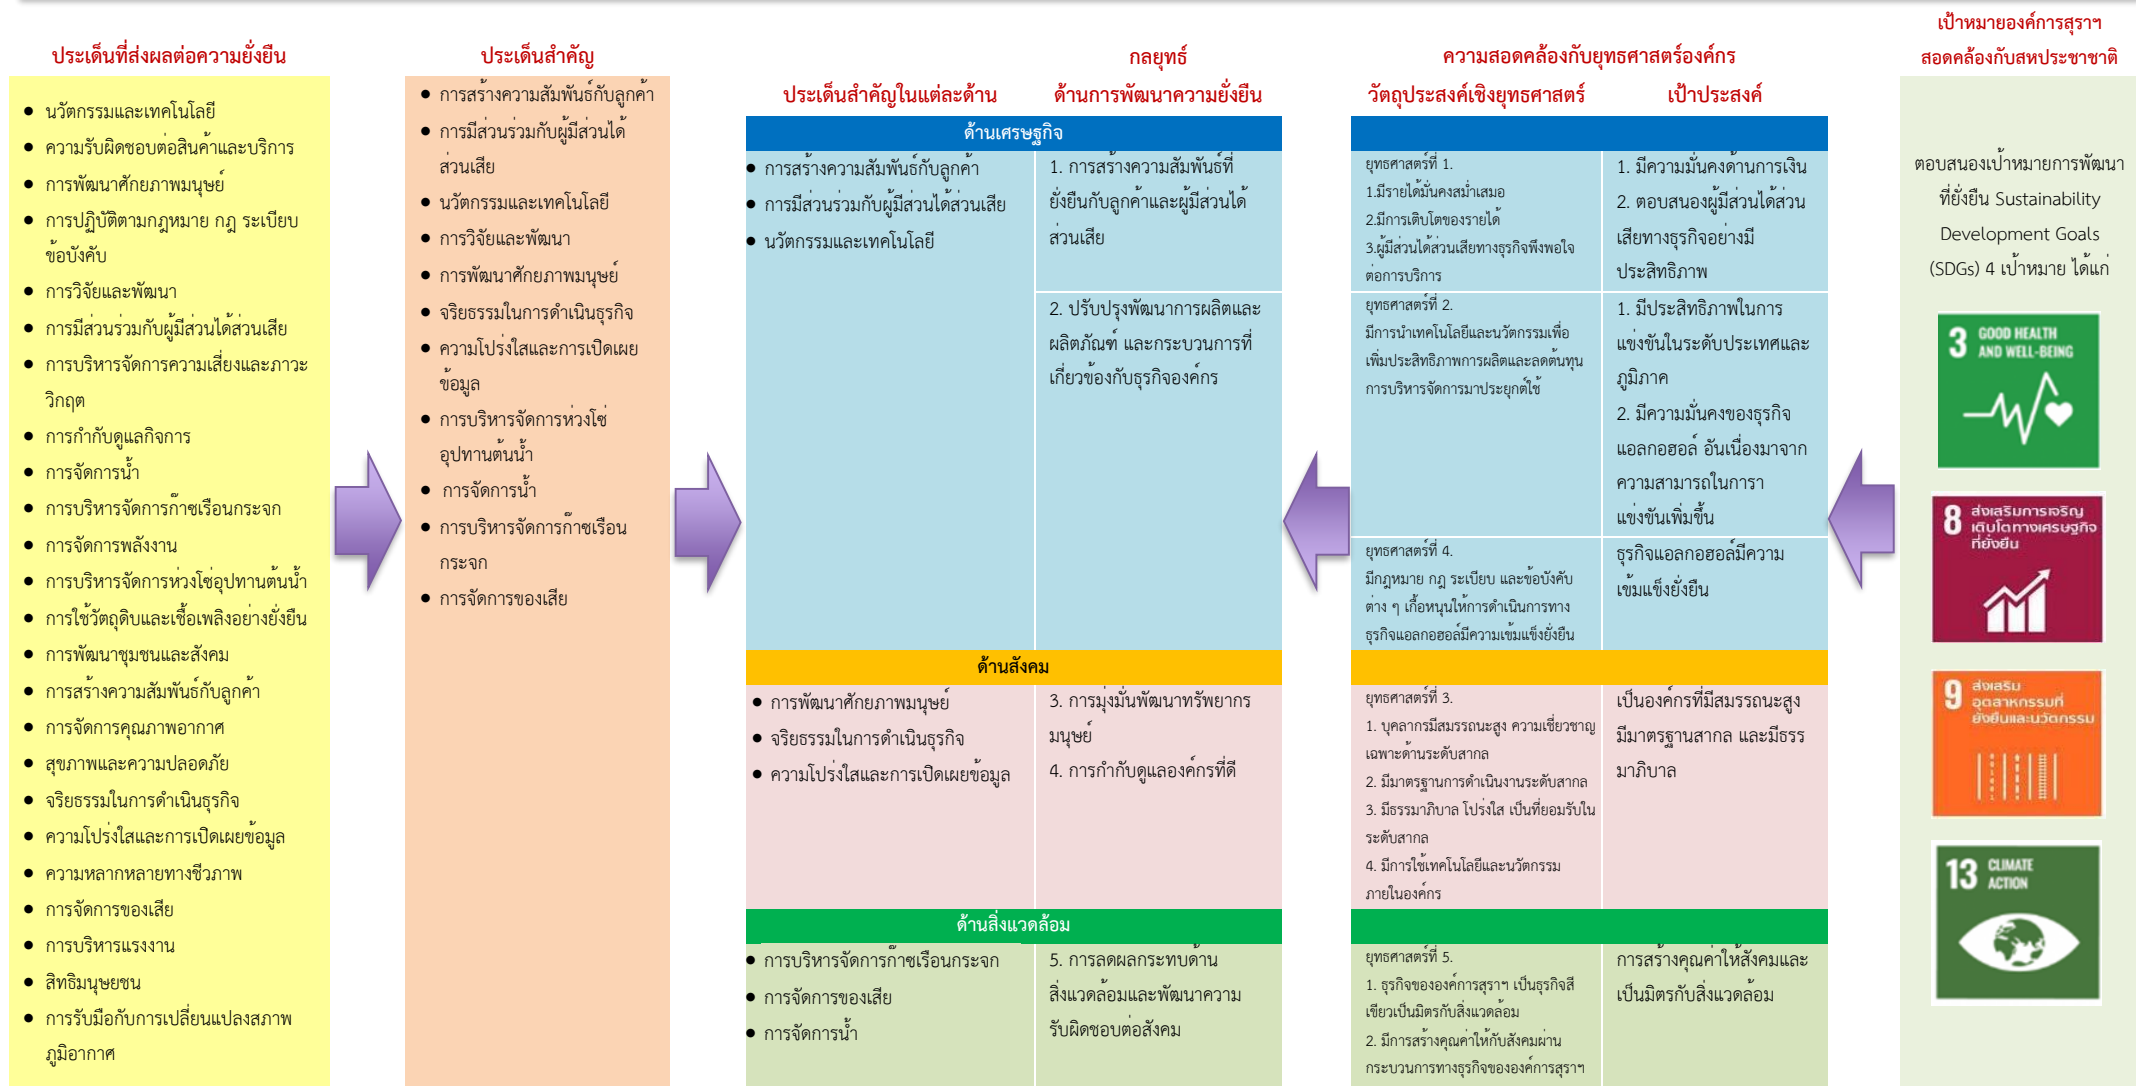 ประเด็นที่ส่งผลต่อความยั่งยืน
นวัตกรรมและเทคโนโลยี
ความรับผิดชอบต่อสินค้าและบริการ
การพัฒนาศักยภาพมนุษย์
การปฏิบัติตามกฎหมาย กฎ ระเบียบ
ข้อบังคับ
การวิจัยและพัฒนา
การมีส่วนร่วมกับผู้มีส่วนได้ส่วนเสีย
การบริหารจัดการความเสี่ยงและภาวะ
วิกฤต
การกำกับดูแลกิจการ
การจัดการน้ำ
การบริหารจัดการก๊าซเรือนกระจก
การจัดการพลังงาน
การบริหารจัดการห่วงโซ่อุปทานต้นน้ำ
การใช้วัตถุดิบและเชื้อเพลิงอย่างยั่งยืน
การพัฒนาชุมชนและสังคม
การสร้างความสัมพันธ์กับลูกค้า
การจัดการคุณภาพอากาศ
สุขภาพและความปลอดภัย
จริยธรรมในการดำเนินธุรกิจ
ความโปร่งใสและการเปิดเผยข้อมูล
ความหลากหลายทางชีวภาพ
การจัดการของเสีย
การบริหารแรงงาน
สิทธิมนุษยชน
การรับมือกับการเปลี่ยนแปลงสภาพ
ภูมิอากาศ
ประเด็นสำคัญ
การสร้างความสัมพันธ์กับลูกค้า
การมีส่วนร่วมกับผู้มีส่วนได้
ส่วนเสีย
นวัตกรรมและเทคโนโลยี
การวิจัยและพัฒนา
การพัฒนาศักยภาพมนุษย์
จริยธรรมในการดำเนินธุรกิจ
ความโปร่งใสและการเปิดเผย
ข้อมูล
การบริหารจัดการห่วงโซ่
อุปทานต้นน้ำ
การจัดการน้ำ
การบริหารจัดการก๊าซเรือน
กระจก
การจัดการของเสีย
กลยุทธ์
ประเด็นสำคัญในแต่ละด้าน ด้านการพัฒนาความยั่งยืน
ด้านเศรษฐกิจ
การสร้างความสัมพันธ์กับลูกค้า
การมีส่วนร่วมกับผู้มีส่วนได้ส่วนเสีย
นวัตกรรมและเทคโนโลยี
1. การสร้างความสัมพันธ์ที่
ยั่งยืนกับลูกค้าและผู้มีส่วนได้
ส่วนเสีย
2. ปรับปรุงพัฒนาการผลิตและ
ผลิตภัณฑ์ และกระบวนการที่
เกี่ยวข้องกับธุรกิจองค์กร
ด้านสังคม
การพัฒนาศักยภาพมนุษย์
จริยธรรมในการดำเนินธุรกิจ
ความโปร่งใสและการเปิดเผยข้อมูล
3. การมุ่งมั่นพัฒนาทรัพยากร
มนุษย์
4. การกำกับดูแลองค์กรที่ดี
ด้านสิ่งแวดล้อม
การบริหารจัดการก๊าซเรือนกระจก
การจัดการของเสีย
การจัดการน้ำ
5. การลดผลกระทบด้าน
สิ่งแวดล้อมและพัฒนาความ
รับผิดชอบต่อสังคม
ความสอดคล้องกับยุทธศาสตร์องค์กร
วัตถุประสงค์เชิงยุทธศาสตร์ เป้าประสงค์
ยุทธศาสตร์ที่ 1.
1.มีรายได้มั่นคงสม่ำเสมอ
2.มีการเติบโตของรายได้
3.ผู้มีส่วนได้ส่วนเสียทางธุรกิจพึงพอใจ
ต่อการบริการ
1. มีความมั่นคงด้านการเงิน
2. ตอบสนองผู้มีส่วนได้ส่วน
เสียทางธุรกิจอย่างมี
ประสิทธิภาพ
ยุทธศาสตร์ที่ 2.
มีการนำเทคโนโลยีและนวัตกรรมเพื่อ
เพิ่มประสิทธิภาพการผลิตและลดต้นทุน
การบริหารจัดการมาประยุกต์ใช้
1. มีประสิทธิภาพในการ
แข่งขันในระดับประเทศและ
ภูมิภาค
2. มีความมั่นคงของธุรกิจ
แอลกอฮอล์ อันเนื่องมาจาก
ความสามารถในการา
แข่งขันเพิ่มขึ้น
ยุทธศาสตร์ที่ 4.
มีกฎหมาย กฎ ระเบียบ และข้อบังคับ
ต่าง ๆ เกื้อหนุนให้การดำเนินการทาง
ธุรกิจแอลกอฮอล์มีความเข้มแข็งยั่งยืน
ธุรกิจแอลกอฮอล์มีความ
เข้มแข็งยั่งยืน
ยุทธศาสตร์ที่ 3.
1. บุคลากรมีสมรรถนะสูง ความเชี่ยวชาญ
เฉพาะด้านระดับสากล
2. มีมาตรฐานการดำเนินงานระดับสากล
3. มีธรรมาภิบาล โปร่งใส เป็นที่ยอมรับใน
ระดับสากล
4. มีการใช้เทคโนโลยีและนวัตกรรม
ภายในองค์กร
เป็นองค์กรที่มีสมรรถนะสูง
มีมาตรฐานสากล และมีธรร
มาภิบาล
ยุทธศาสตร์ที่ 5.
1. ธุรกิจขององค์การสุราฯ เป็นธุรกิจสี
เขียวเป็นมิตรกับสิ่งแวดล้อม
2. มีการสร้างคุณค่าให้กับสังคมผ่าน
กระบวนการทางธุรกิจขององค์การสุราฯ
การสร้างคุณค่าให้สังคมและ
เป็นมิตรกับสิ่งแวดล้อม
เป้าหมายองค์การสุราฯ
สอดคล้องกับสหประชาชาติ
ตอบสนองเป้าหมายการพัฒนา
ที่ยั่งยืน Sustainability
Development Goals
(SDGs) 4 เป้าหมาย ได้แก่
3 GOOD HEALTH
AND WELL-BEING
8 ส่งเสริมการเจริญ
เติบโตทางเศรษฐกิจ
ที่ยั่งยืน
9 ส่งเสริม
อุตสาหกรรมที่
ยั่งยืนและนวัตกรรม
13 CLIMATE
ACTION